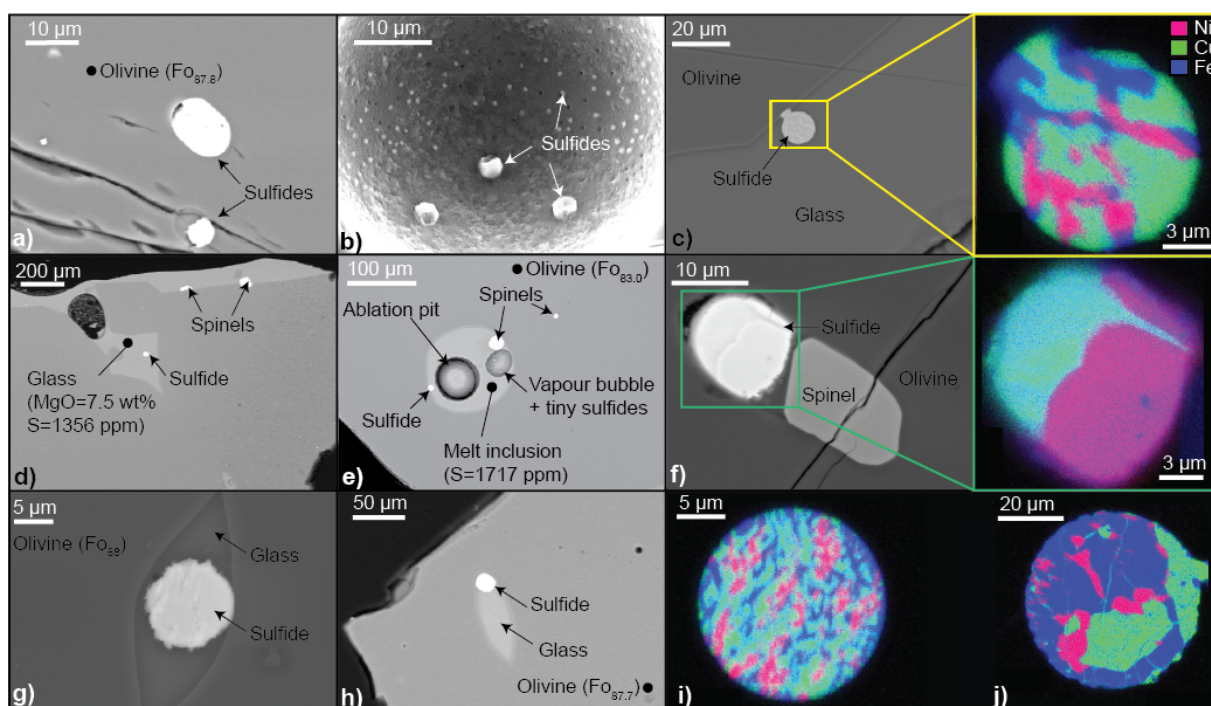 10 µm
Olivine (Fo87.8)
Sulfides
a)
10 µm
Sulfides
b)
20 µm
Olivine
Sulfide
Glass
c)
Ni
Cu
Fe
3 µm
200 µm
Spinels
Glass
(MgO=7.5 wt%
S=1356 ppm)
Sulfide
d)
100 µm
Olivine (Fo83.0)
Spinels
Ablation pit
Sulfide
Vapour bubble
+ tiny sulfides
Melt inclusion
(S=1717 ppm)
e)
10 µm
Sulfide
Spinel
Olivine
f)
3 µm
5 µm
Olivine (Fo88)
Glass
Sulfide
g)
50 µm
Sulfide
Glass
Olivine (Fo87.7)
h)
5 µm
i)
20 µm
j)